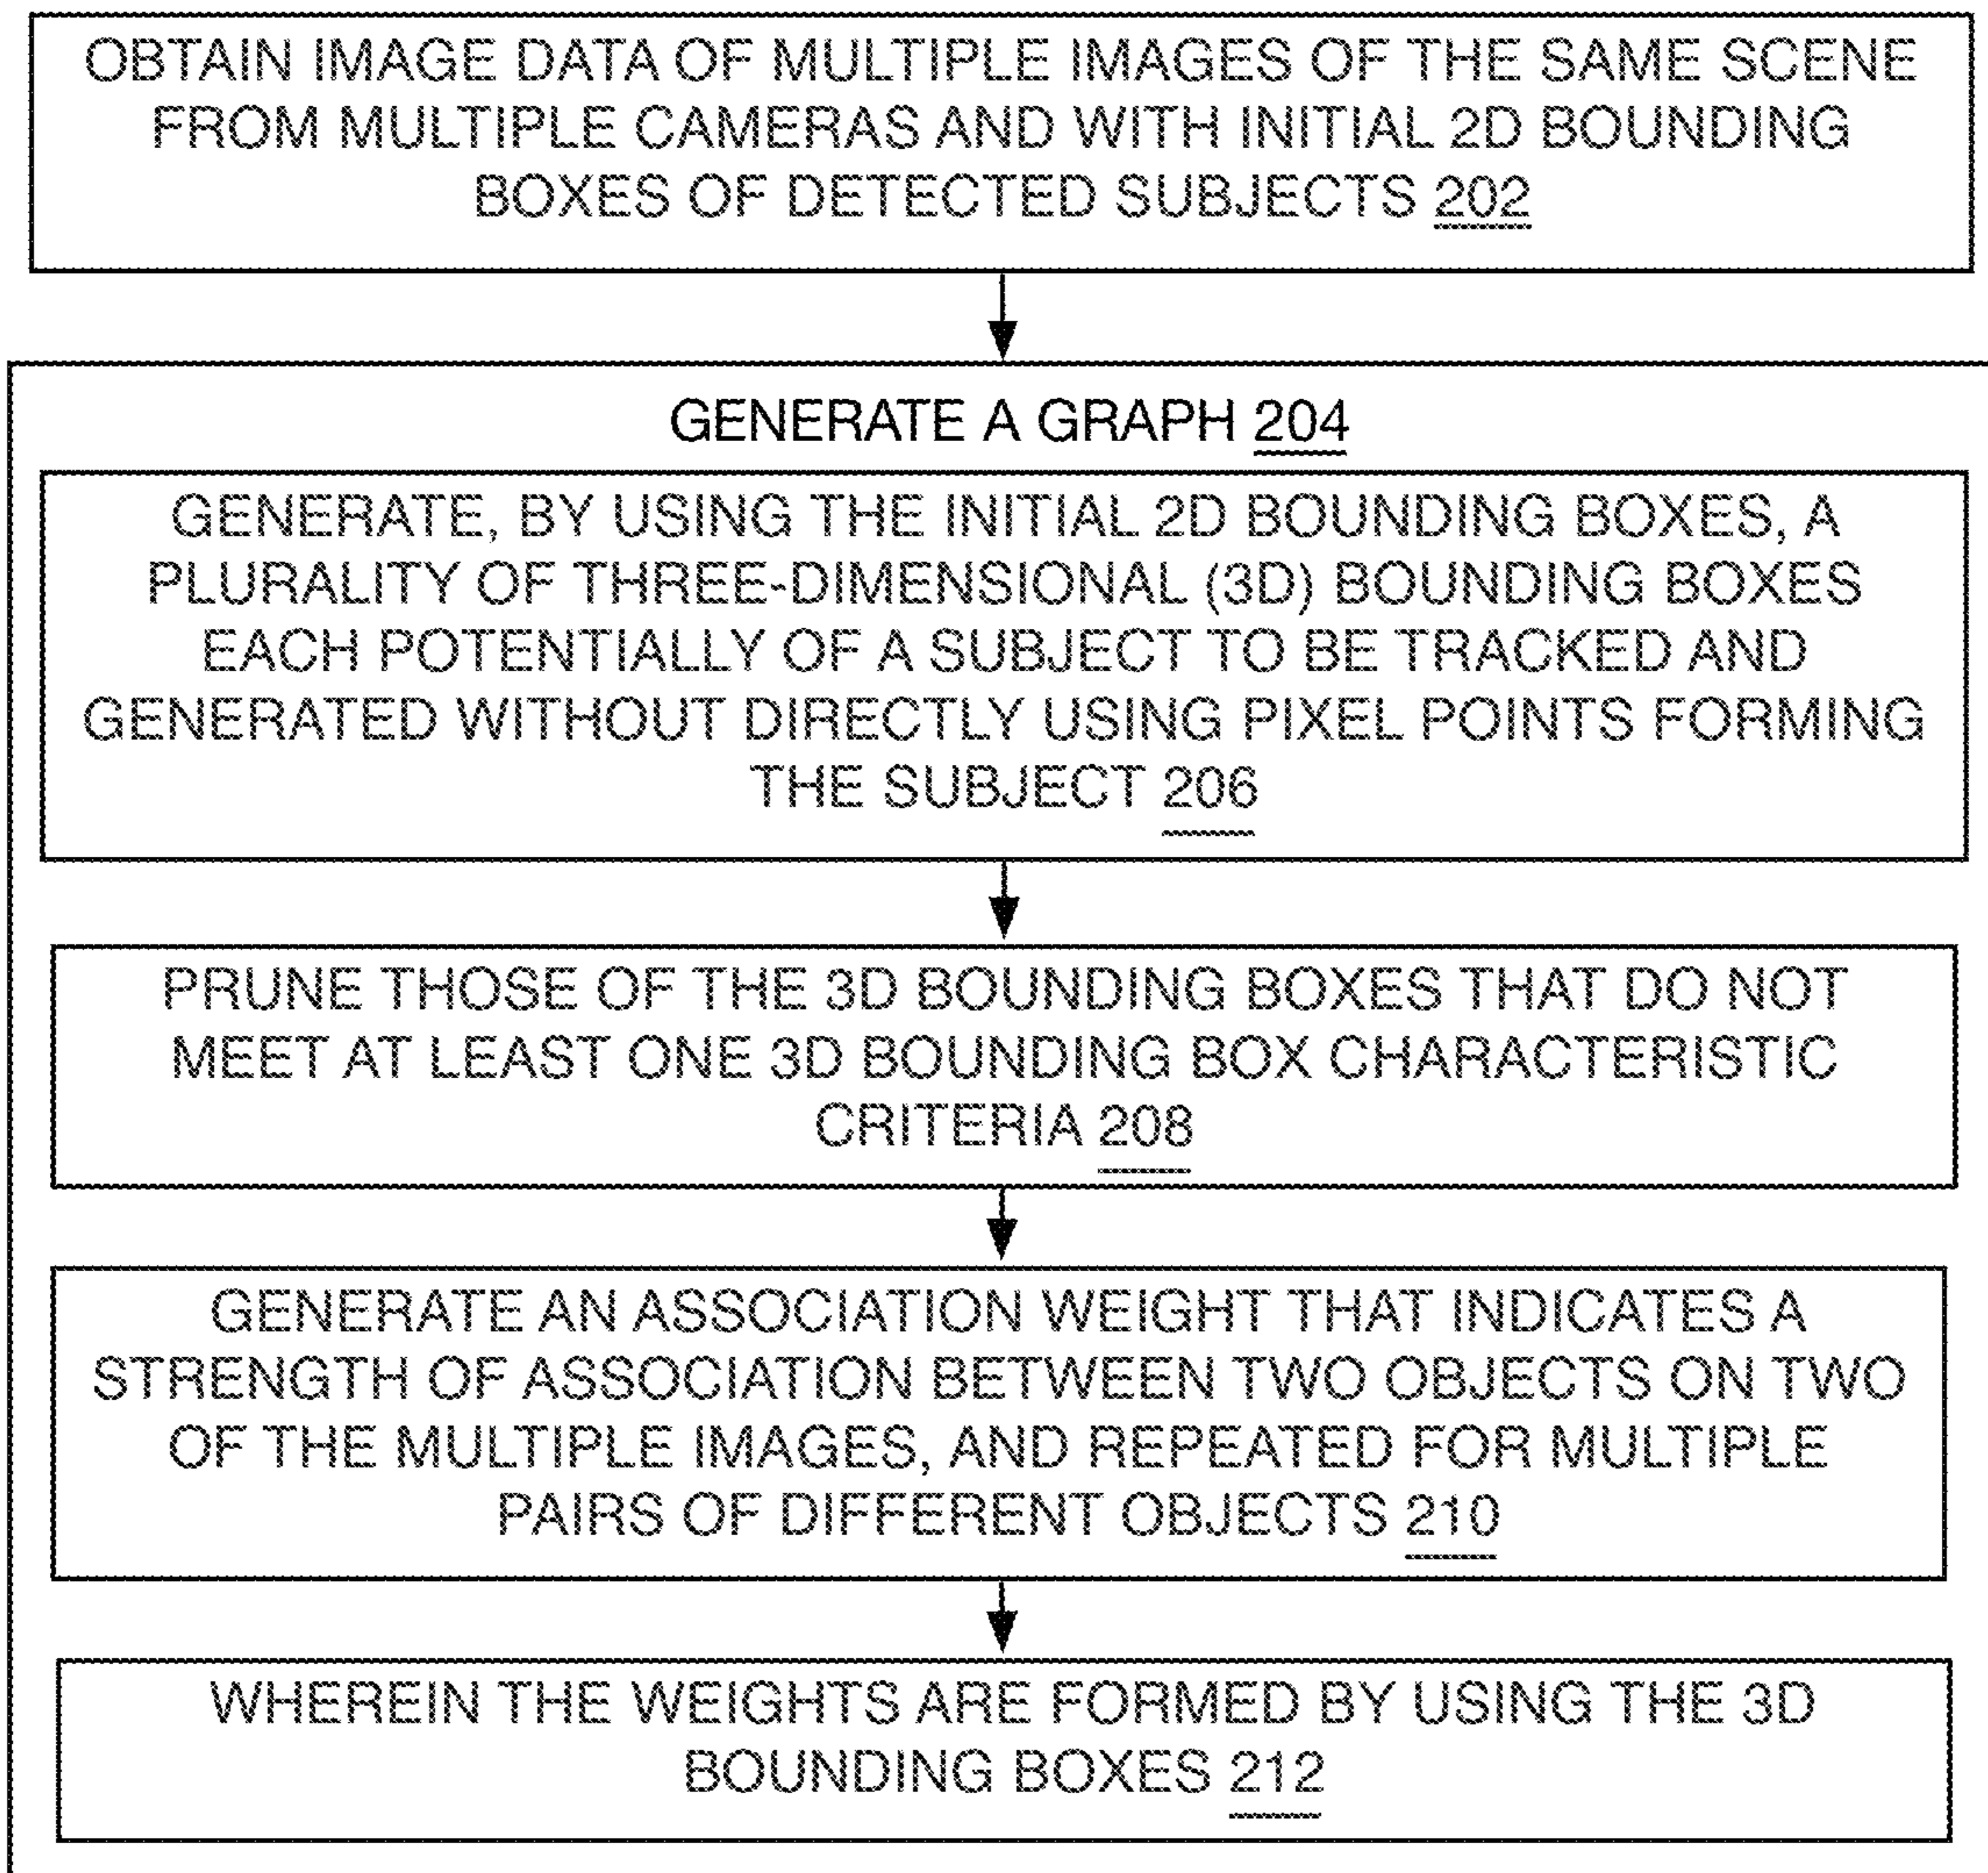 OBTAIN IMAGE DATA OF MULTIPLE IMAGES OF THE SAME SCENE
FROM MULTIPLE CAMERAS AND WITH INITIAL 2D BOUNDING
BOXES OF DETECTED SUBJECTS 202
GENERATE A GRAPH 204
GENERATE, BY USING THE INITIAL 2D BOUNDING BOXES, A
PLURALITY OF THREE-DIMENSIONAL (3D) BOUNDING BOXES
EACH POTENTIALLY OF A SUBJECT TO BE TRACKED AND
GENERATED WITHOUT DIRECTLY USING PIXEL POINTS FORMING
THE SUBJECT 206
PRUNE THOSE OF THE 3D BOUNDING BOXES THAT DO NOT
MEET AT LEAST ONE 3D BOUNDING BOX CHARACTERISTIC
CRITERIA 208
GENERATE AN ASSOCIATION WEIGHT THAT INDICATES A
STRENGTH OF ASSOCIATION BETWEEN TWO OBJECTS ON TWO
OF THE MULTIPLE IMAGES, AND REPEATED FOR MULTIPLE
PAIRS OF DIFFERENT OBJECTS 210
WHEREIN THE WEIGHTS ARE FORMED BY USING THE 3D
BOUNDING BOXES 212